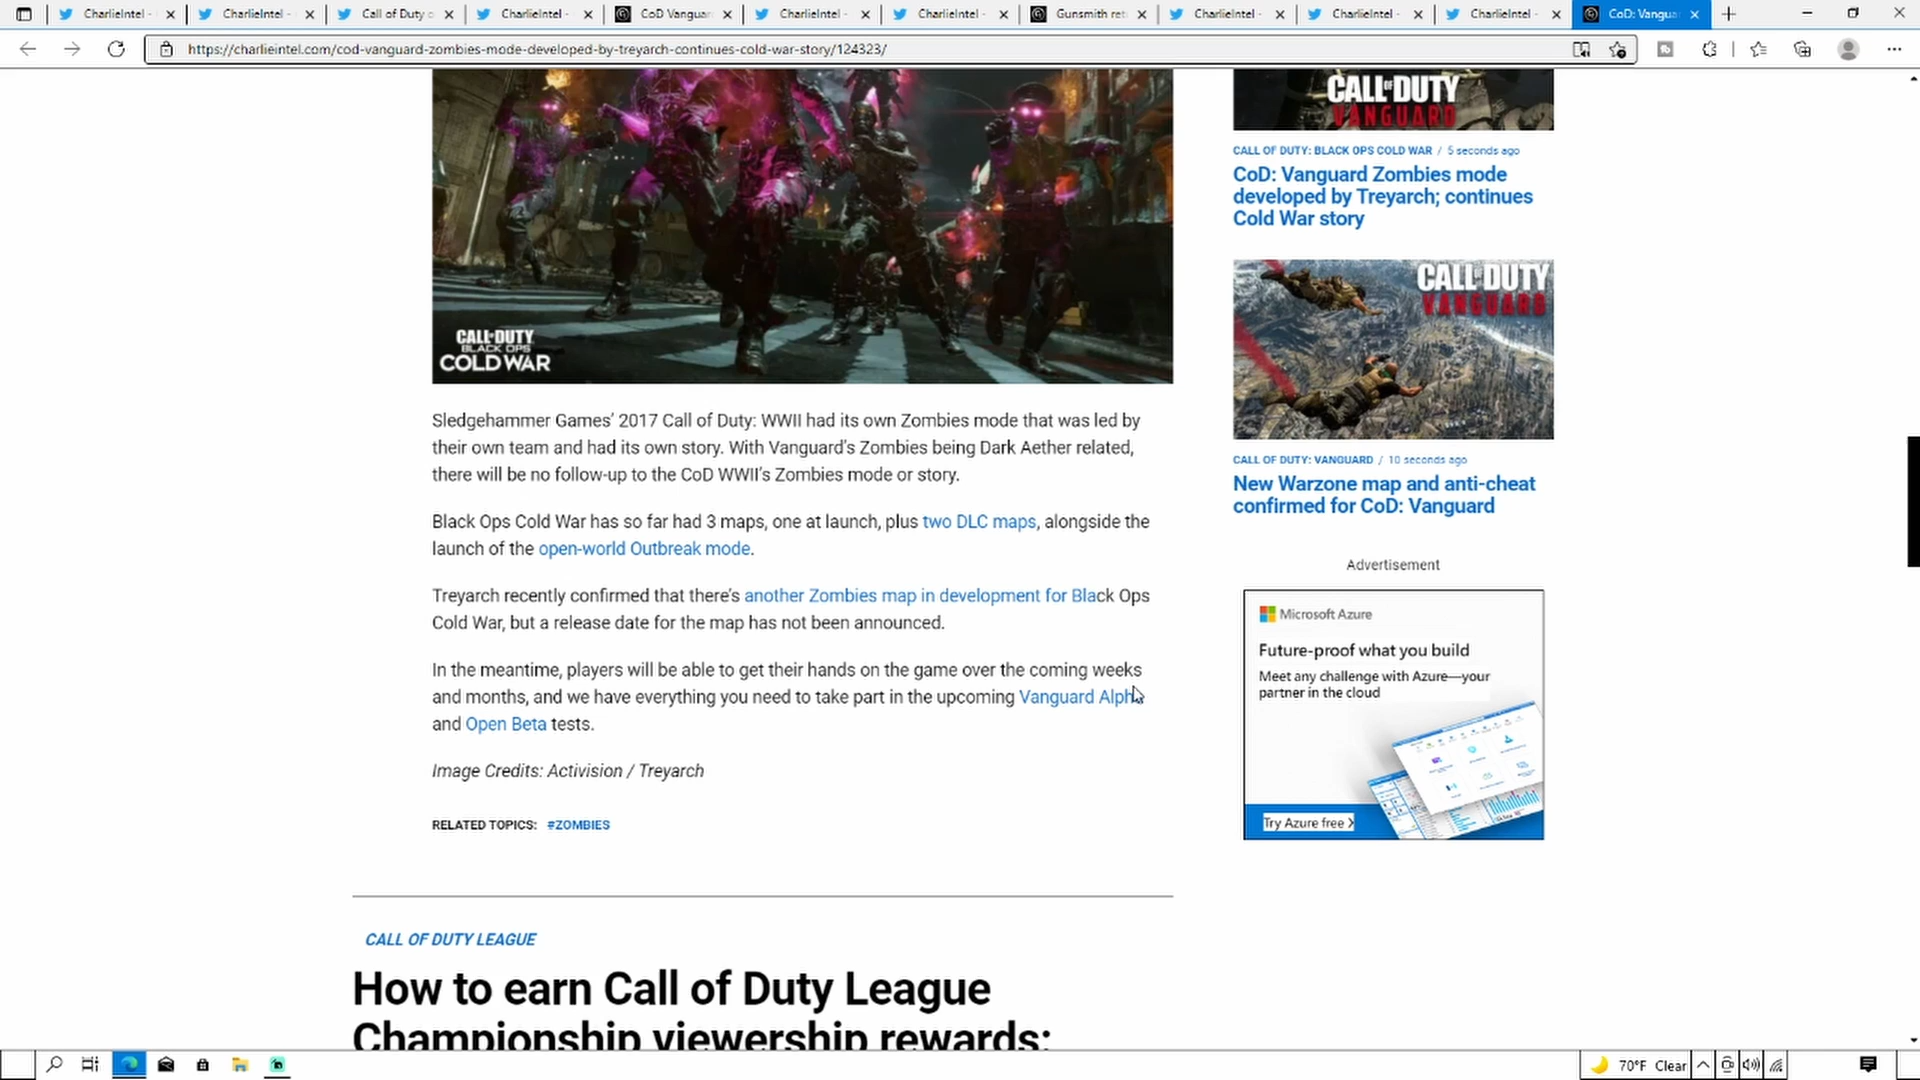 CharlieIntel -
CharlieIntel -
Call of Duty
CharlieIntel -
CoD Vangua
CharlieIntel -
CharlieIntel -
Gunsmith ret
CharlieIntel -
CharlieIntel -
CharlieIntel -
CoD: Vangua
https://charlieintel.com/cod-vanguard-zombies-mode-developed-by-treyarch-continues-cold-war-story/124323/
CALL OF DUTY
BLACK OPS
COLD WAR
Sledgehammer Games' 2017 Call of Duty: WWII had its own Zombies mode that was led by
their own team and had its own story. With Vanguard's Zombies being Dark Aether related,
there will be no follow-up to the CoD WWII's Zombies mode or story.
Black Ops Cold War has so far had 3 maps, one at launch, plus two DLC maps, alongside the
launch of the open-world Outbreak mode.
Treyarch recently confirmed that there's another Zombies map in development for Black Ops
Cold War, but a release date for the map has not been announced.
In the meantime, players will be able to get their hands on the game over the coming weeks
and months, and we have everything you need to take part in the upcoming Vanguard Alpha
and Open Beta tests.
Image Credits: Activision / Treyarch
RELATED TOPICS: #ZOMBIES
CALL OF DUTY LEAGUE
How to earn Call of Duty League
Championship viewership rewards:
CALL OF DUTY
VANGUARD
CALL OF DUTY: BLACK OPS COLD WAR / 5 seconds ago
CoD: Vanguard Zombies mode
developed by Treyarch; continues
Cold War story
CALL OF DUTY
VANGUARD
CALL OF DUTY: VANGUARD / 10 seconds ago
New Warzone map and anti-cheat
confirmed for CoD: Vanguard
Advertisement
Microsoft Azure
Future-proof what you build
Meet any challenge with Azure—your
partner in the cloud
Try Azure free >
70°F Clear